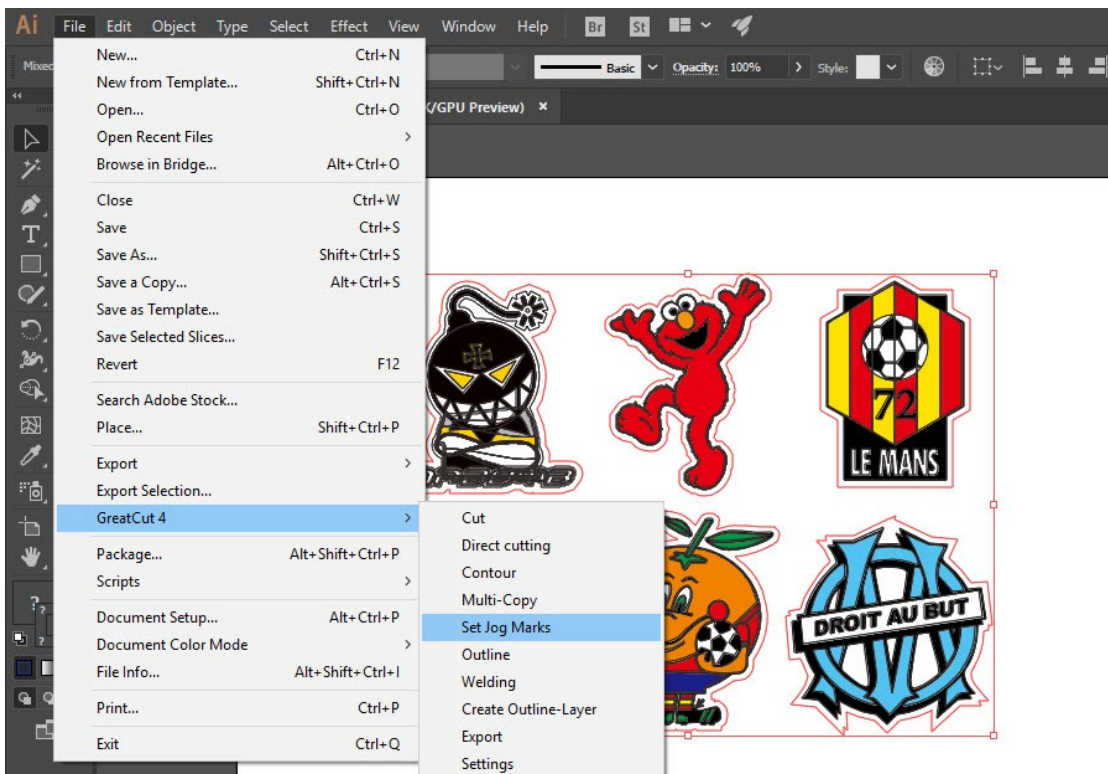 Ai File Edit Object Type Select Effect View Window Help Br St
Mixed Basic Opacity: 100% Style:
/GPU Preview) ×
New... Ctrl+N
New from Template... Shift+Ctrl+N
Open... Ctrl+O
Open Recent Files >
Browse in Bridge... Alt+Ctrl+O
Close Ctrl+W
Save Ctrl+S
Save As... Shift+Ctrl+S
Save a Copy... Alt+Ctrl+S
Save as Template...
Save Selected Slices...
Revert F12
Search Adobe Stock...
Place... Shift+Ctrl+P
Export >
Export Selection...
GreatCut 4 >
Package... Alt+Shift+Ctrl+P
Scripts >
Document Setup... Alt+Ctrl+P
Document Color Mode >
File Info... Alt+Shift+Ctrl+I
Print... Ctrl+P
Exit Ctrl+Q
Cut
Direct cutting
Contour
Multi-Copy
Set Jog Marks
Outline
Welding
Create Outline-Layer
Export
Settings
72
LE MANS
DROIT AU BUT